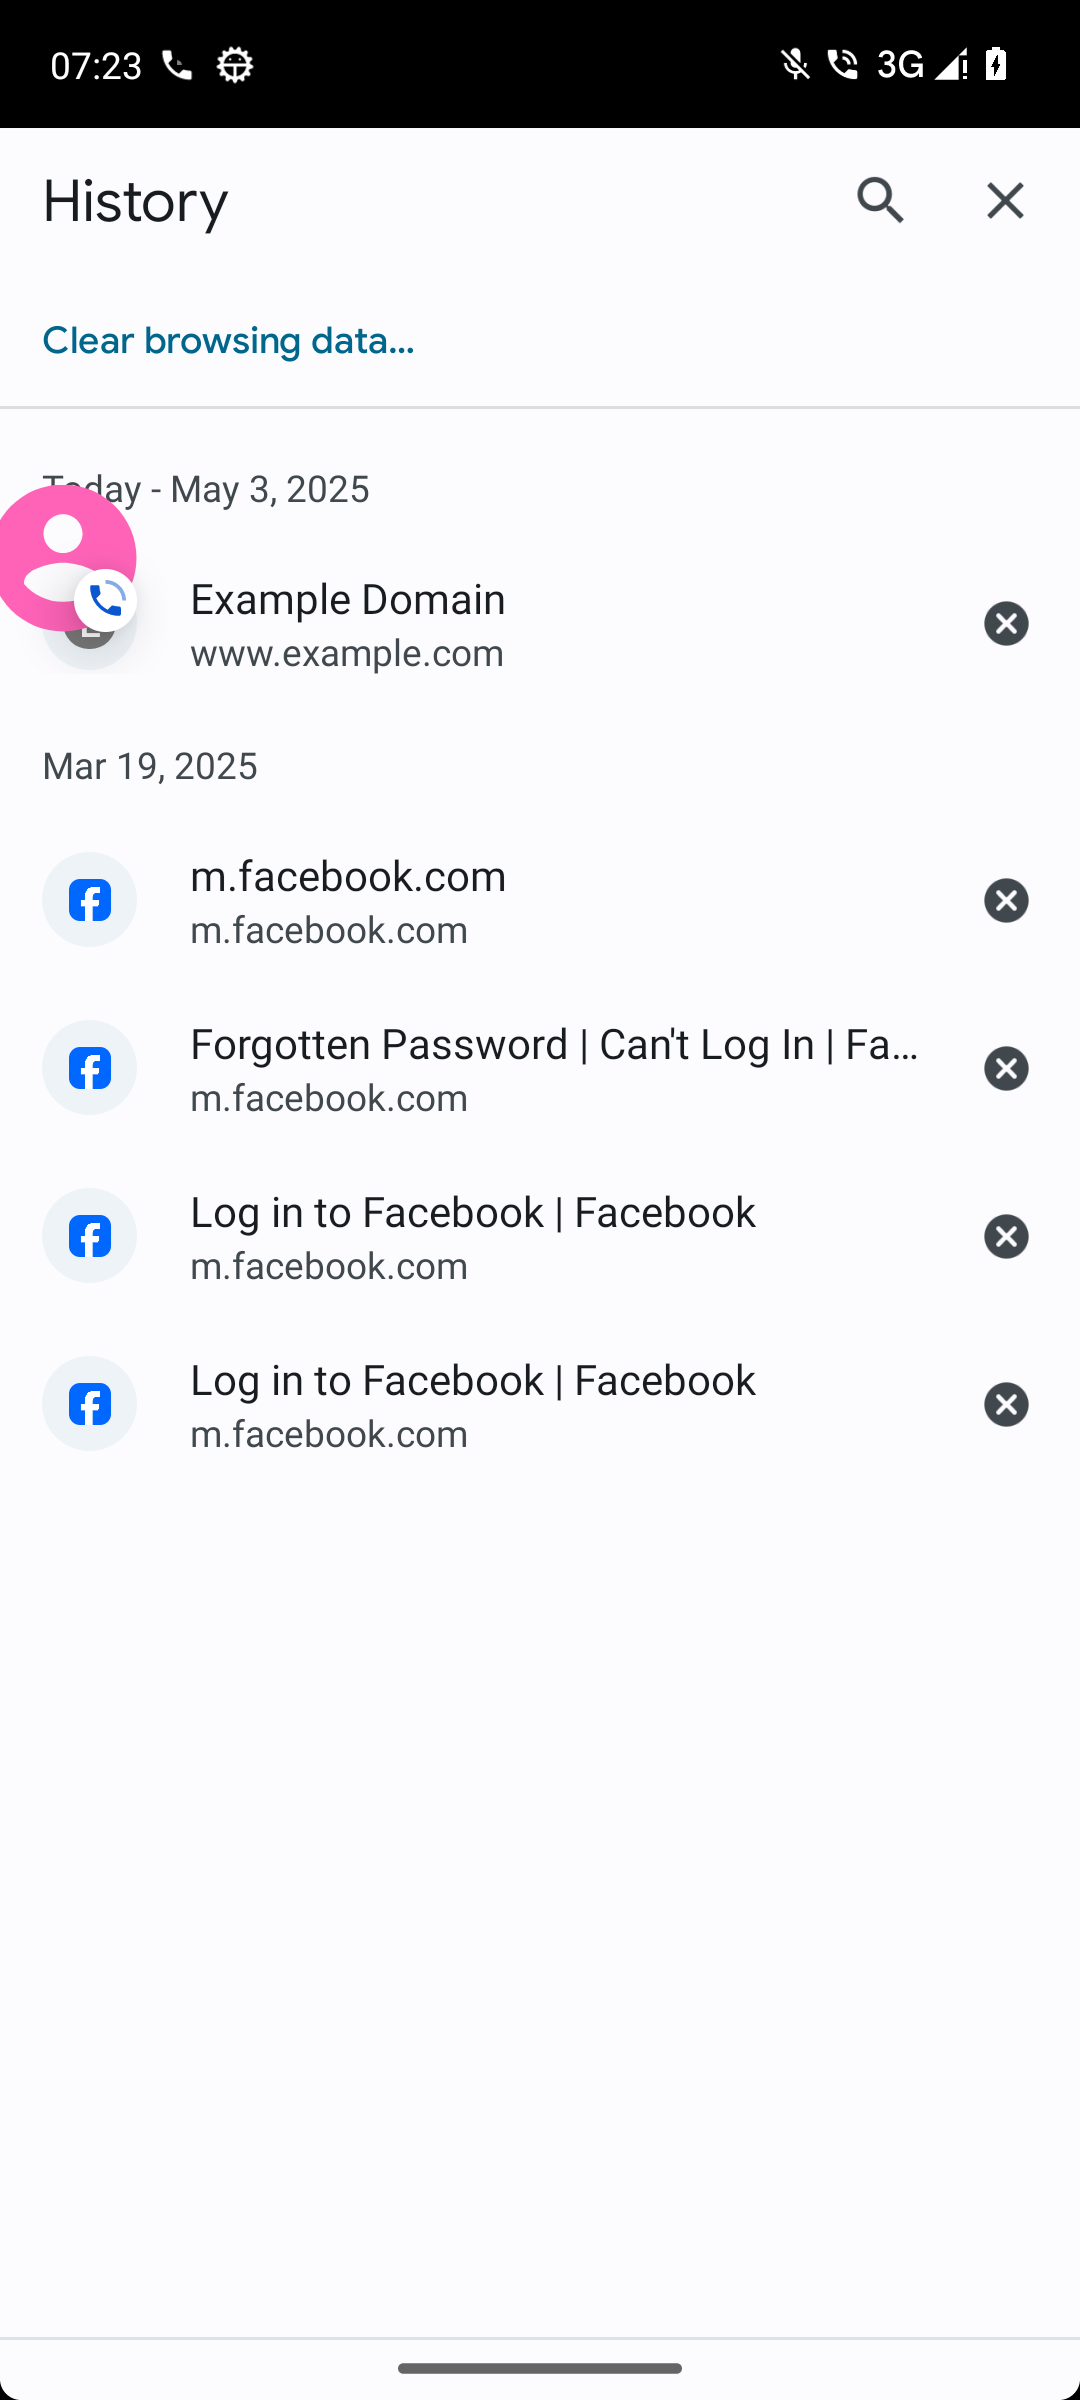 07:23
3G
History
Clear browsing data...
Today - May 3, 2025
Example Domain
www.example.com
Mar 19, 2025
m.facebook.com
m.facebook.com
Forgotten Password | Can't Log In | Fa...
m.facebook.com
Log in to Facebook | Facebook
m.facebook.com
Log in to Facebook | Facebook
m.facebook.com